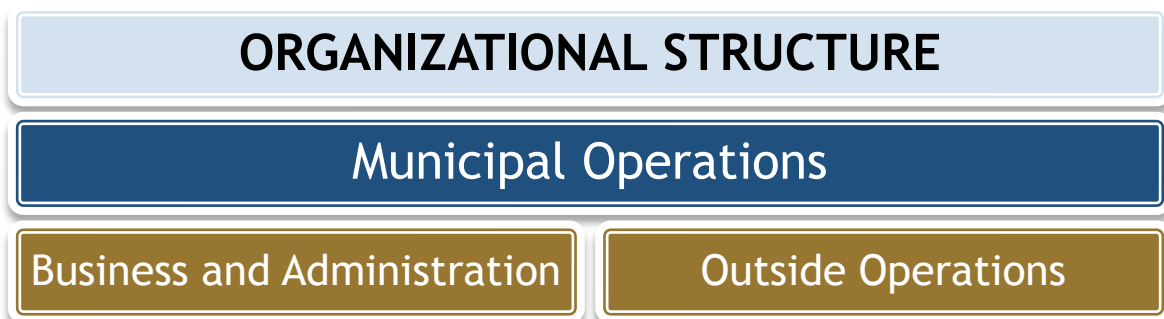 ORGANIZATIONAL STRUCTURE
Municipal Operations
Business and Administration
Outside Operations